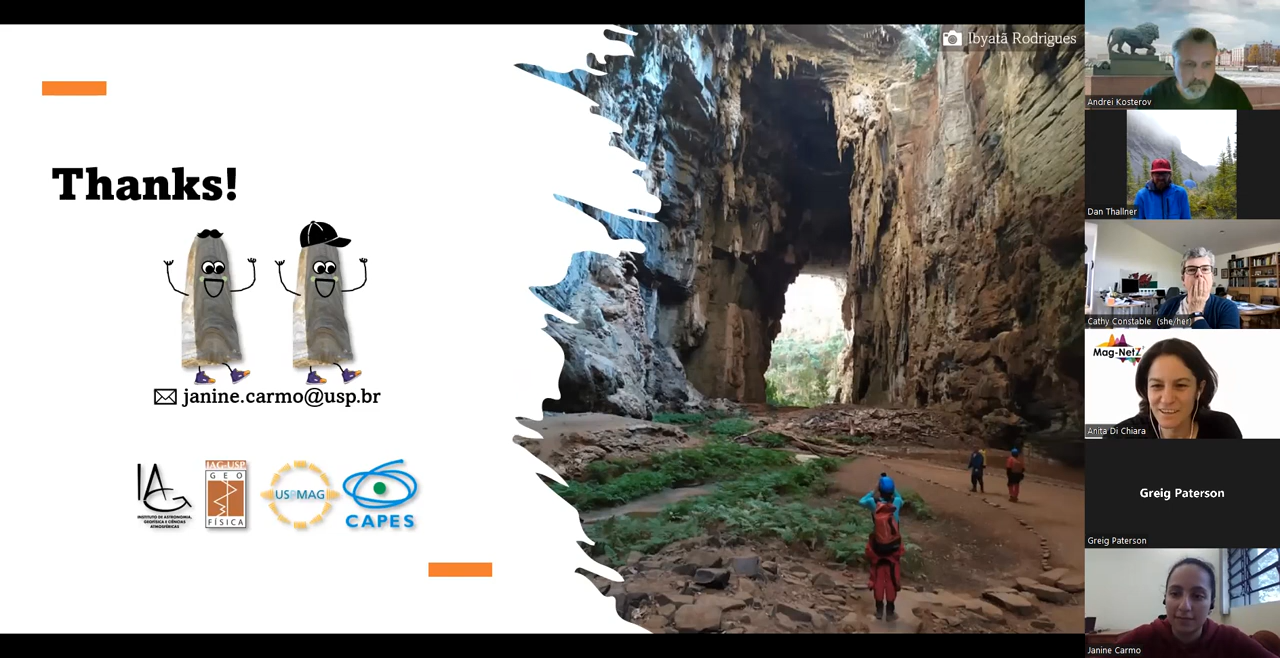 Ibyatã Rodrigues
Thanks!
janine.carmo@usp.br
IAG
INSTITUTO DE ASTRONOMIA,
GEOFÍSICA E CIÊNCIAS
ATMOSFÉRICAS
IAG-USP
GEO
FÍSICA
USPMAG
CAPES
Andrei Kosterov
Dan Thallner
Cathy Constable (she/her)
Mag-NetZ
Anita Di Chiara
Greig Paterson
Greig Paterson
Janine Carmo